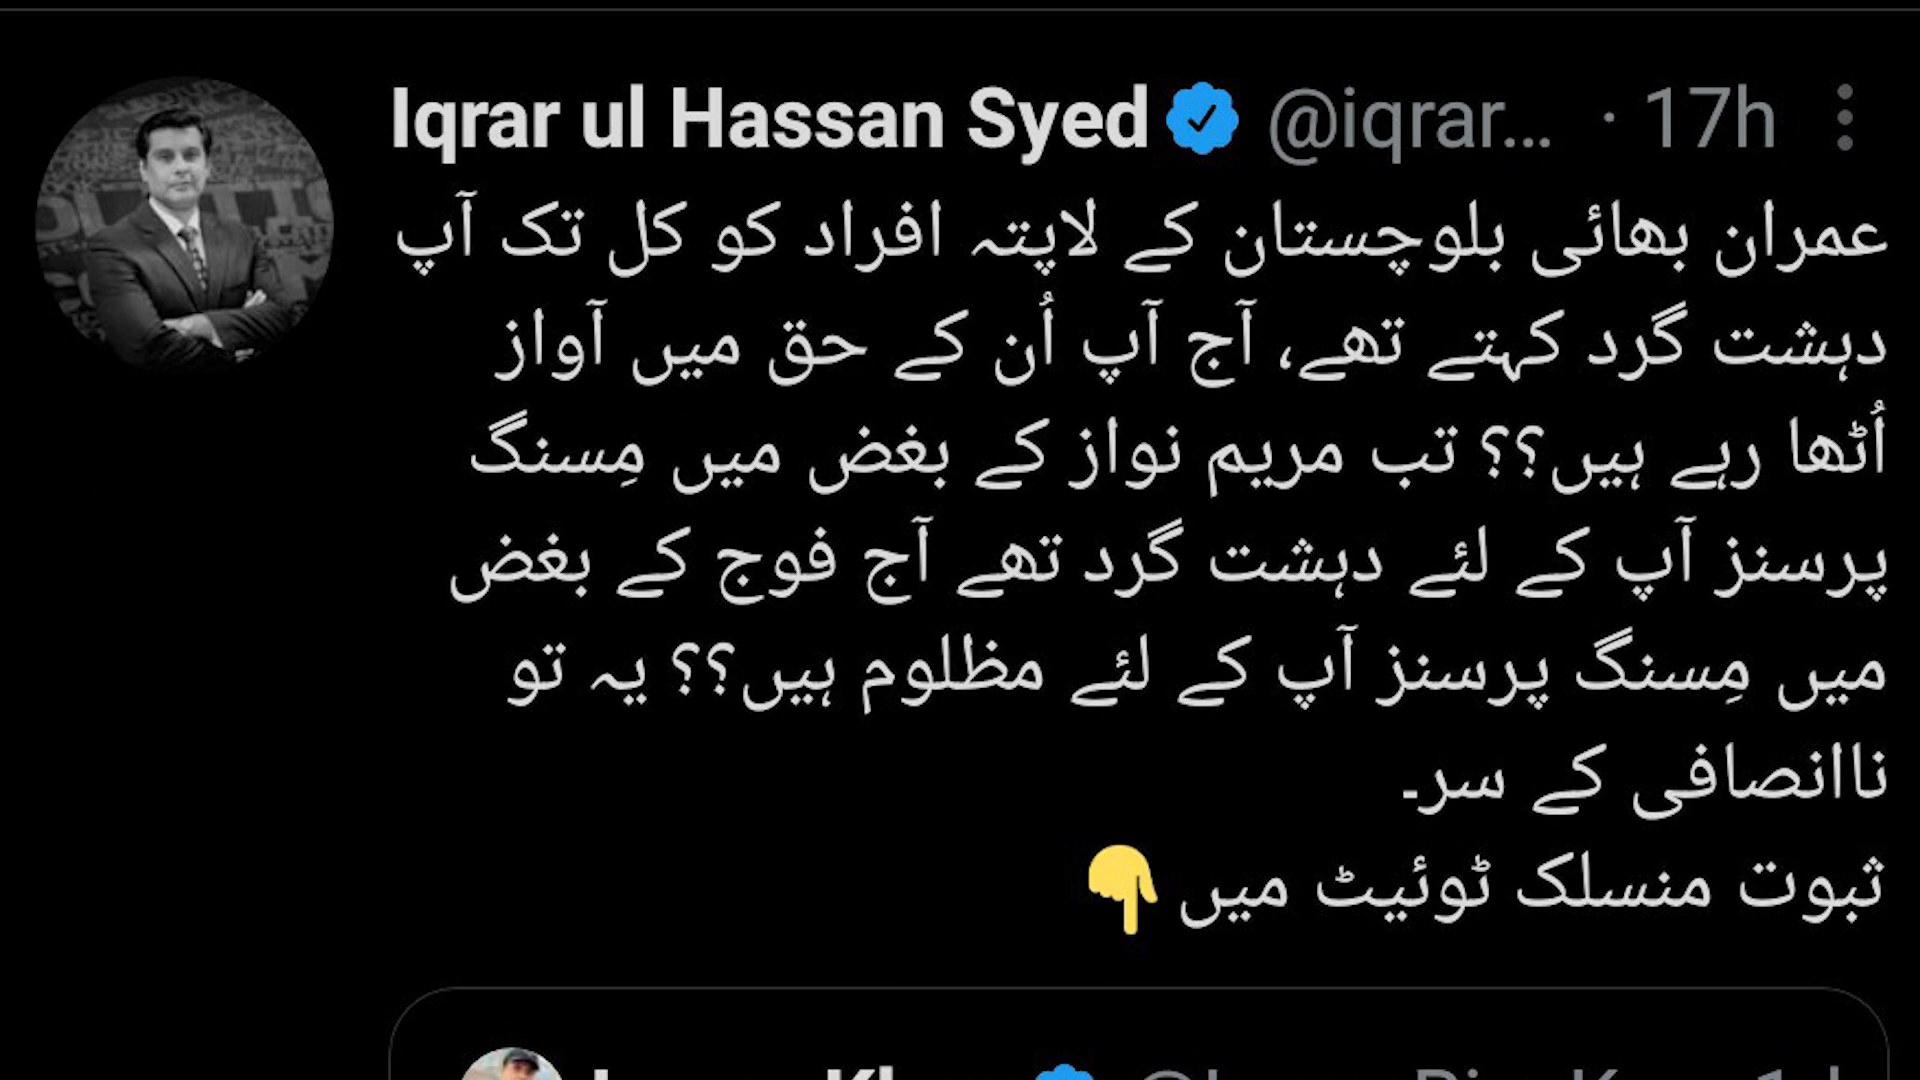 Iqrar ul Hassan Syed @iqrar... · 17h
عمران بھائی بلوچستان کے لاپتہ افراد کو کل تک آپ
دہشت گرد کہتے تھے، آج آپ اُن کے حق میں آواز
اُٹھا رہے ہیں؟؟ تب مریم نواز کے بغض میں مِسنگ
پرسنز آپ کے لئے دہشت گرد تھے آج فوج کے بغض
میں مِسنگ پرسنز آپ کے لئے مظلوم ہیں؟؟ یہ تو
ناانصافی کے سر۔
ثبوت منسلک ٹوئیٹ میں 👇